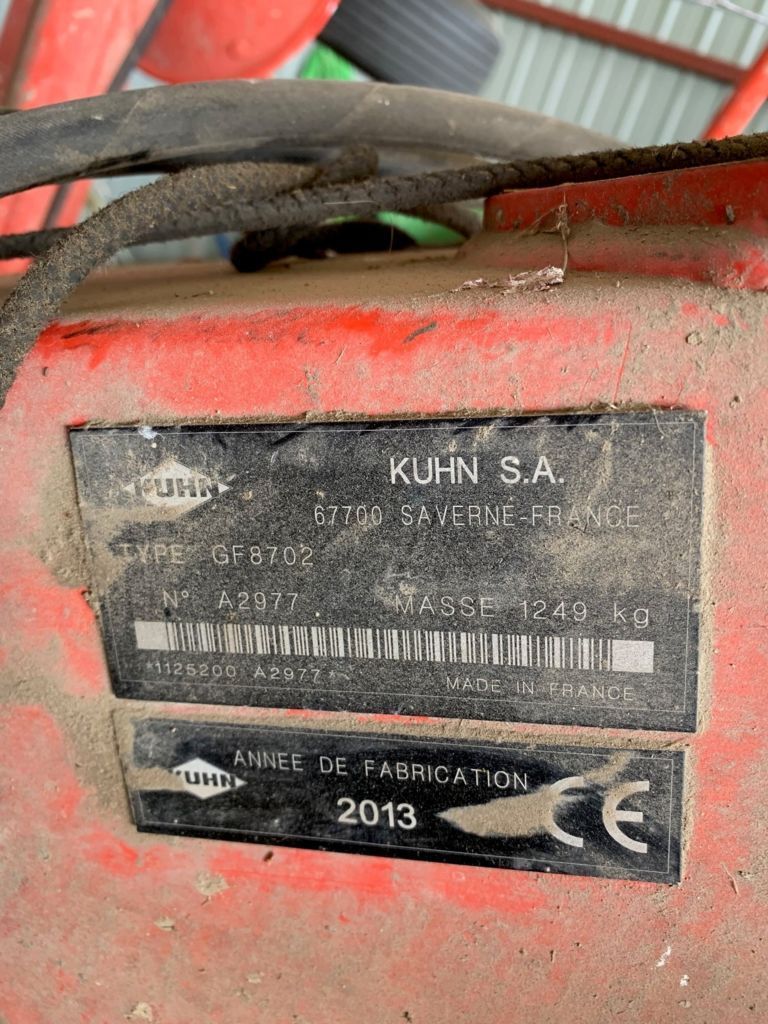 KUHN
KUHN S.A.
67700 SAVERNE-FRANCE
TYPE GF8702
N° A2977 MASSE 1249 kg
*1125200 A2977*
MADE IN FRANCE
KUHN
ANNEE DE FABRICATION
2013
CE